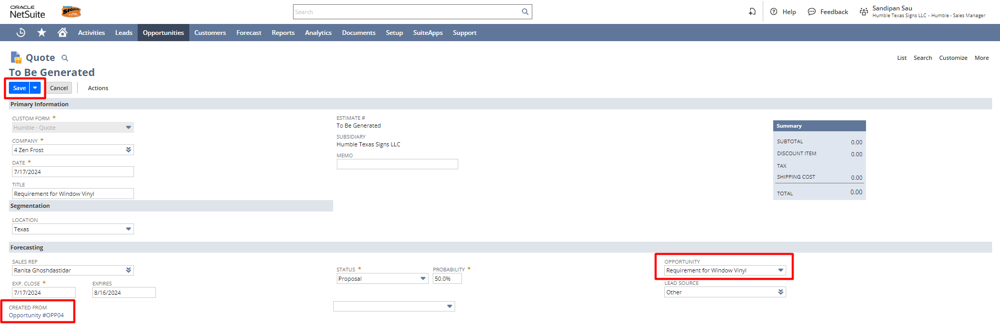 ORACLE
NetSuite
SIGNS
Search
Help
Feedback
Sandipan Sau
Humble Texas Signs LLC - Humble - Sales Manager
Activities
Leads
Opportunities
Customers
Forecast
Reports
Analytics
Documents
Setup
SuiteApps
Support
Quote
List
Search
Customize
More
To Be Generated
Save
Cancel
Actions
Primary Information
CUSTOM FORM *
Humble - Quote
COMPANY *
4 Zen Frost
DATE *
7/17/2024
TITLE
Requirement for Window Vinyl
ESTIMATE #
To Be Generated
SUBSIDIARY
Humble Texas Signs LLC
MEMO
Summary
SUBTOTAL 0.00
DISCOUNT ITEM 0.00
TAX
SHIPPING COST 0.00
TOTAL 0.00
Segmentation
LOCATION
Texas
Forecasting
SALES REP
Ranita Ghoshdastidar
EXP. CLOSE *
7/17/2024
EXPIRES
8/16/2024
CREATED FROM
Opportunity #OPP04
STATUS *
Proposal
PROBABILITY *
50.0%
OPPORTUNITY
Requirement for Window Vinyl
LEAD SOURCE
Other